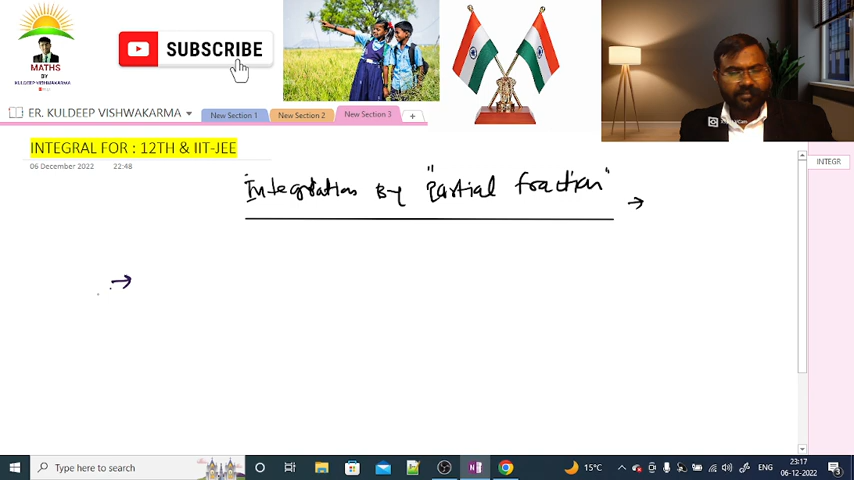 MATHS
BY
KULDEEP VISHWAKARMA
SUBSCRIBE
ER. KULDEEP VISHWAKARMA
New Section 1
New Section 2
New Section 3
+
INTEGRAL FOR : 12TH & IIT-JEE
06 December 2022 22:48
INTEGR
Integration By "Partial fraction" →
→
Type here to search
15°C
ENG
23:17
06-12-2022
3